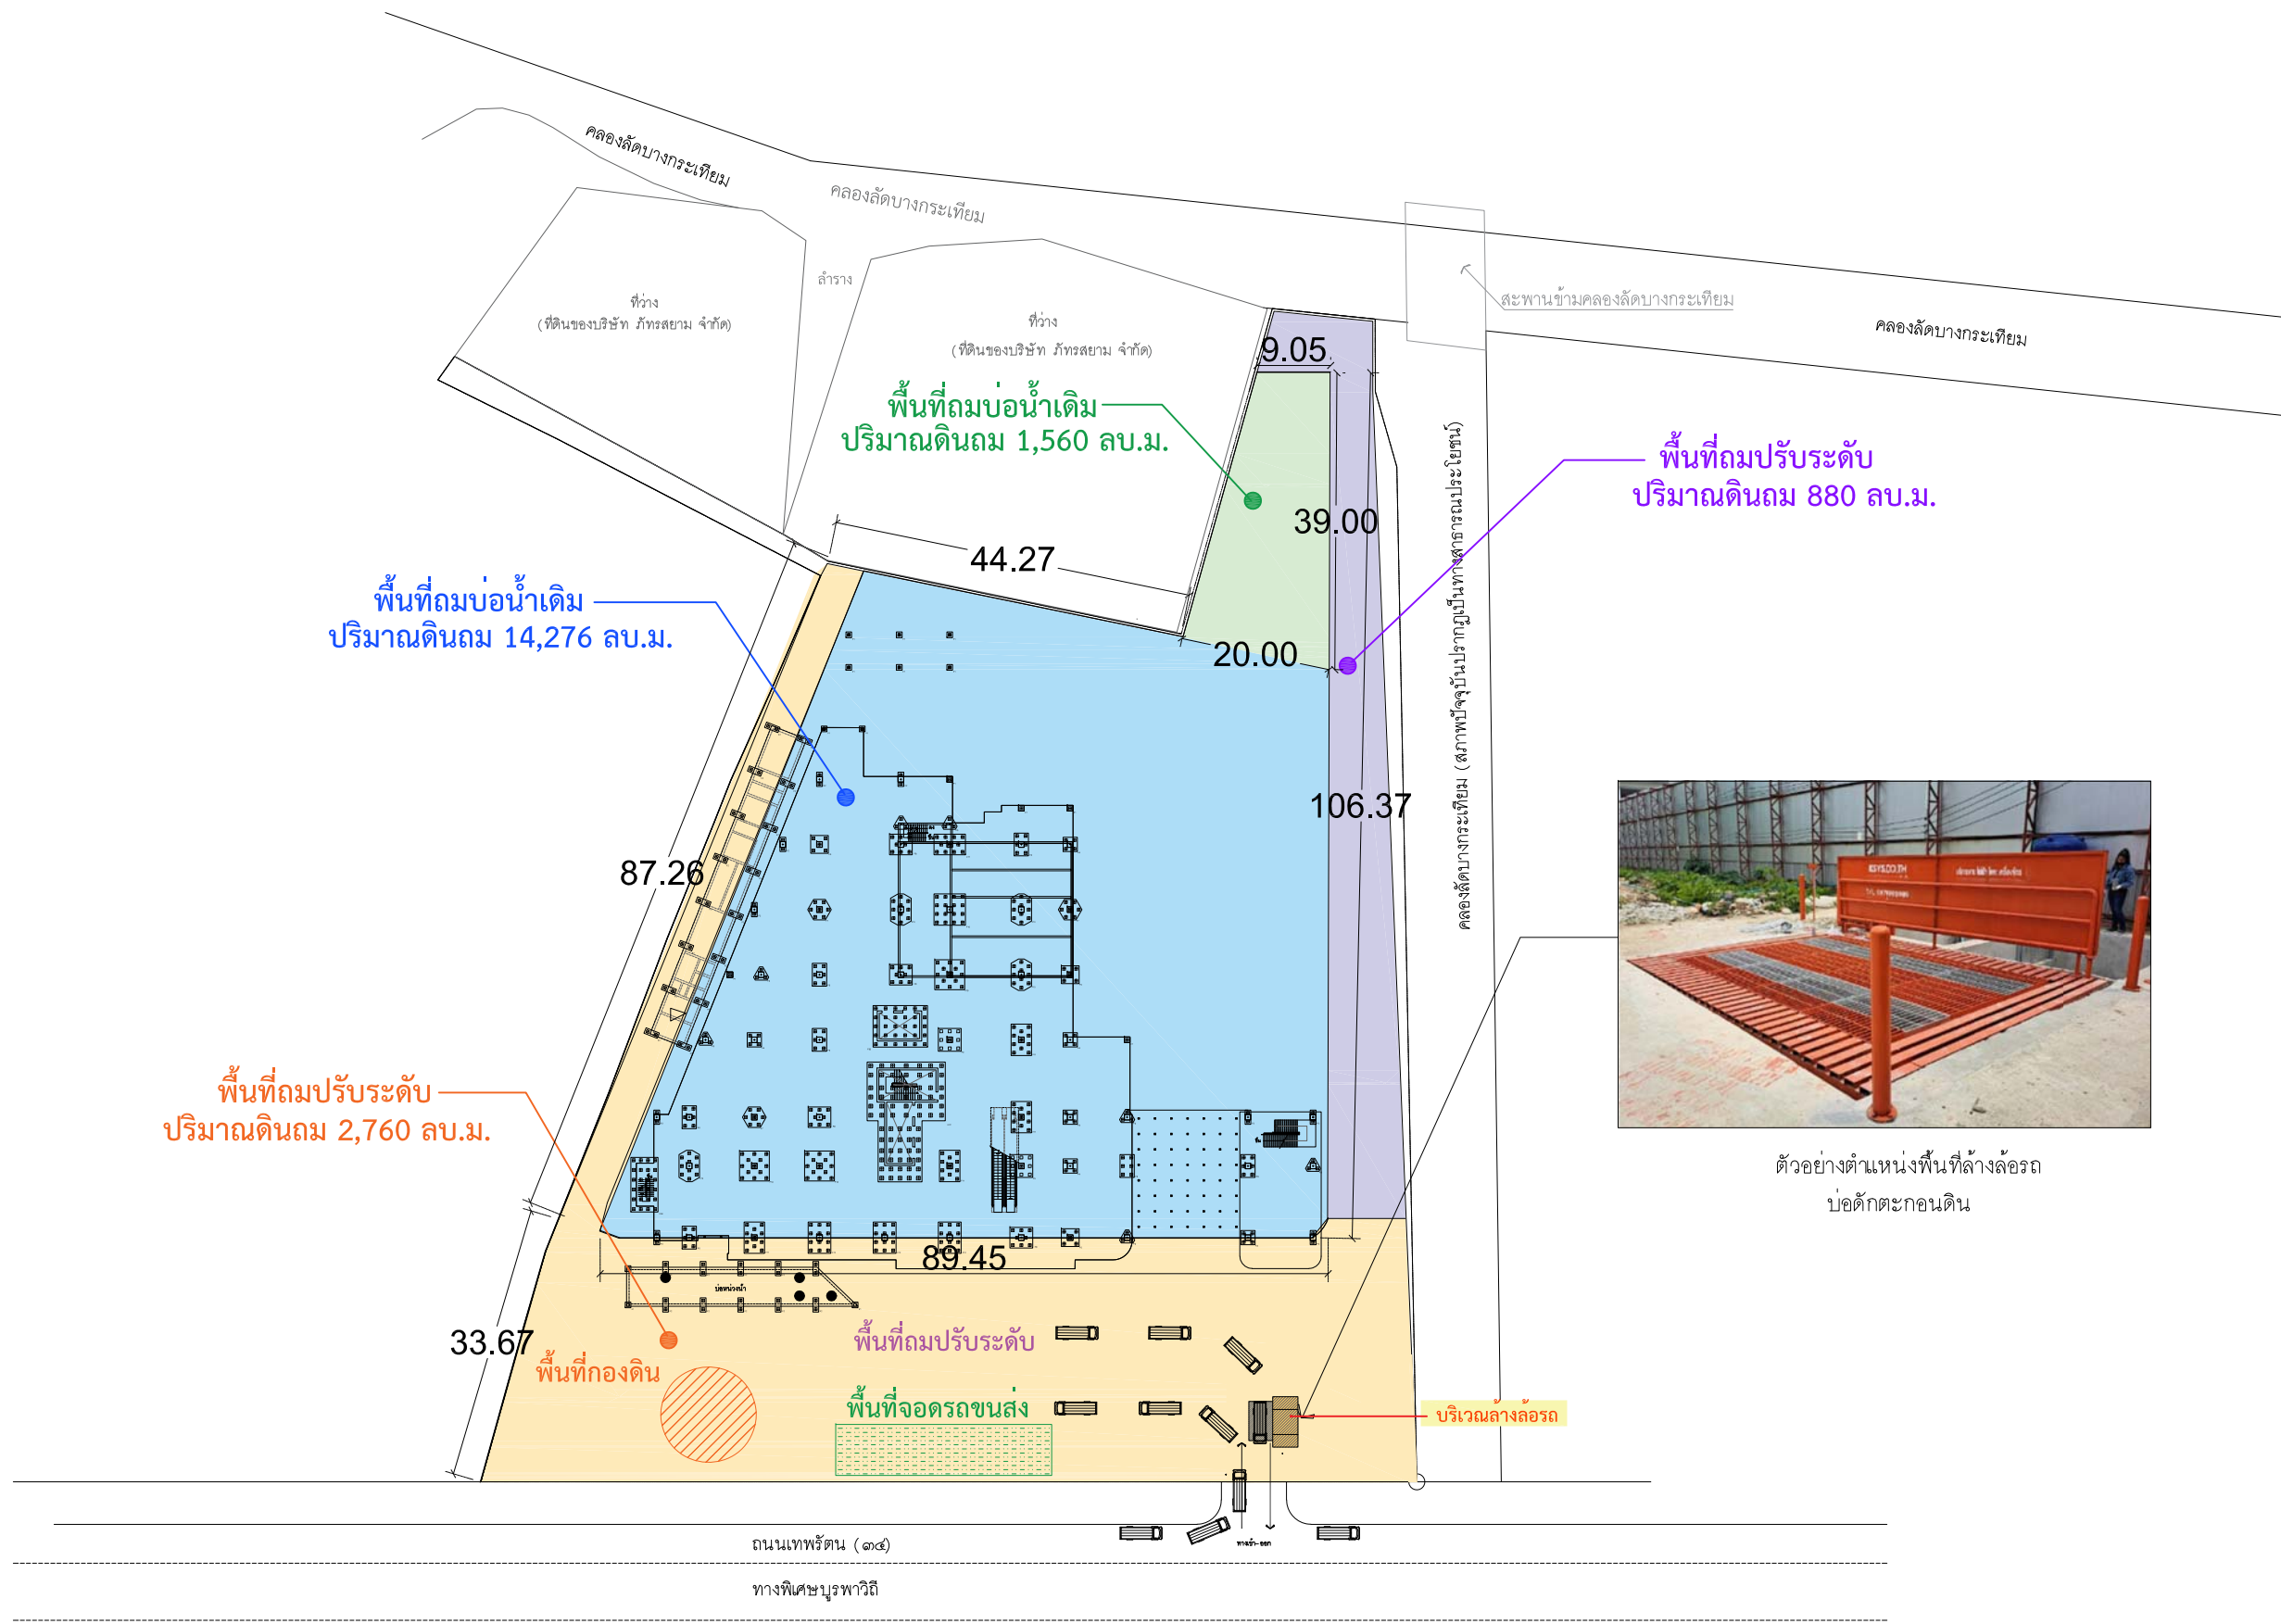 คลองลัดบางกระเทียม
คลองลัดบางกระเทียม
ลำราง
ที่ว่าง
(ที่ดินของบริษัท ภัทรสยาม จำกัด)
ที่ว่าง
(ที่ดินของบริษัท ภัทรสยาม จำกัด)
สะพานข้ามคลองลัดบางกระเทียม
คลองลัดบางกระเทียม
9.05
พื้นที่ถมบ่อน้ำเดิม
ปริมาณดินถม 1,560 ลบ.ม.
พื้นที่ถมปรับระดับ
ปริมาณดินถม 880 ลบ.ม.
39.00
44.27
คลองลัดบางกระเทียม (สภาพปัจจุบันปรากฏเป็นทางสาธารณประโยชน์)
พื้นที่ถมบ่อน้ำเดิม
ปริมาณดินถม 14,276 ลบ.ม.
20.00
106.37
87.26
พื้นที่ถมปรับระดับ
ปริมาณดินถม 2,760 ลบ.ม.
ตัวอย่างตำแหน่งพื้นที่ล้างล้อรถ
บ่อดักตะกอนดิน
89.45
บ่อหน่วงน้ำ
33.67
พื้นที่ถมปรับระดับ
พื้นที่กองดิน
พื้นที่จอดรถขนส่ง
บริเวณล้างล้อรถ
ทางเข้า-ออก
ถนนเทพรัตน (๓๔)
ทางพิเศษบูรพาวิถี